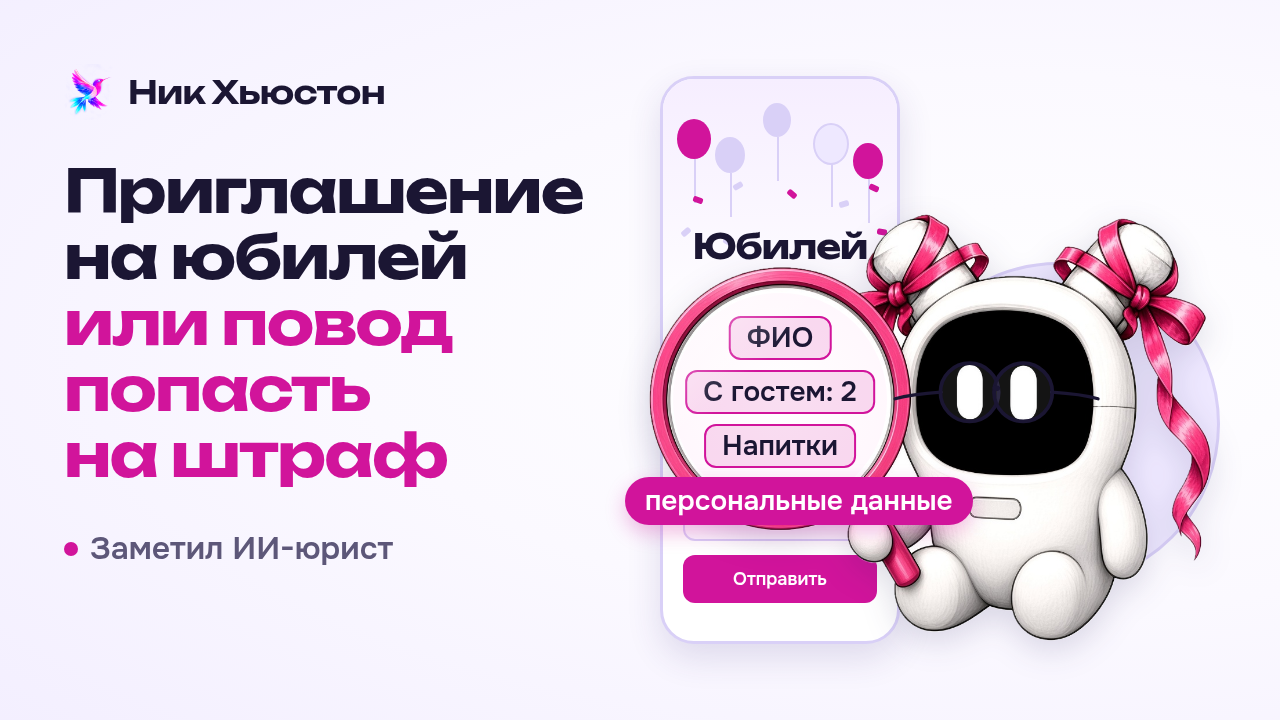 Ник Хьюстон
Приглашение
на юбилей
или повод
попасть
на штраф
Заметил ИИ-юрист
Юбилей
ФИО
С гостем: 2
Напитки
персональные данные
Отправить